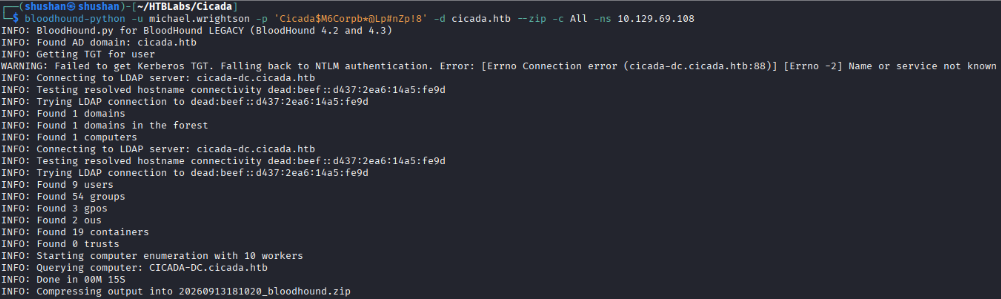 ┌──(shushan㉿shushan)-[~/HTBLabs/Cicada]
└─$ bloodhound-python -u michael.wrightson -p 'Cicada$M6Corpb*@Lp#nZp!8' -d cicada.htb --zip -c All -ns 10.129.69.108
INFO: BloodHound.py for BloodHound LEGACY (BloodHound 4.2 and 4.3)
INFO: Found AD domain: cicada.htb
INFO: Getting TGT for user
WARNING: Failed to get Kerberos TGT. Falling back to NTLM authentication. Error: [Errno Connection error (cicada-dc.cicada.htb:88)] [Errno -2] Name or service not known
INFO: Connecting to LDAP server: cicada-dc.cicada.htb
INFO: Testing resolved hostname connectivity dead:beef::d437:2ea6:14a5:fe9d
INFO: Trying LDAP connection to dead:beef::d437:2ea6:14a5:fe9d
INFO: Found 1 domains
INFO: Found 1 domains in the forest
INFO: Found 1 computers
INFO: Connecting to LDAP server: cicada-dc.cicada.htb
INFO: Testing resolved hostname connectivity dead:beef::d437:2ea6:14a5:fe9d
INFO: Trying LDAP connection to dead:beef::d437:2ea6:14a5:fe9d
INFO: Found 9 users
INFO: Found 54 groups
INFO: Found 3 gpos
INFO: Found 2 ous
INFO: Found 19 containers
INFO: Found 0 trusts
INFO: Starting computer enumeration with 10 workers
INFO: Querying computer: CICADA-DC.cicada.htb
INFO: Done in 00M 15S
INFO: Compressing output into 20260913181020_bloodhound.zip